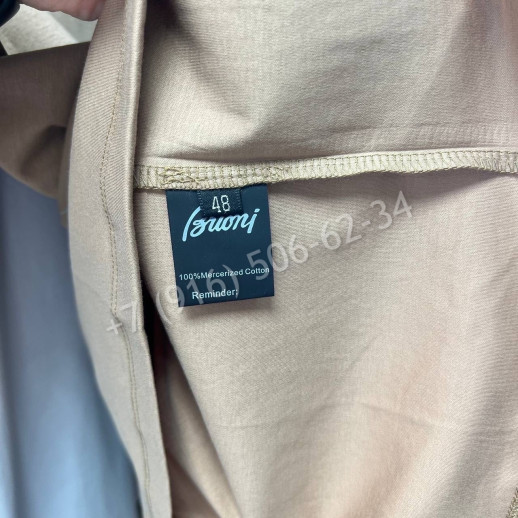 48
Brioni
100%Mercerized Cotton
Reminder:
+7 (916) 506-62-34